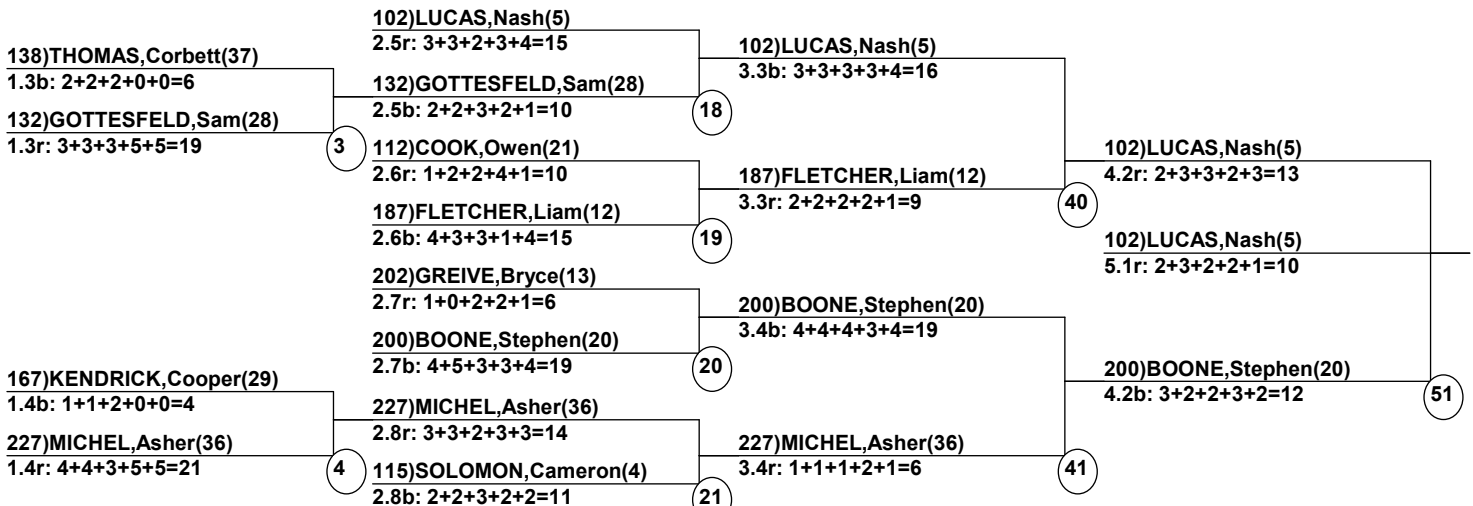 138)THOMAS,Corbett(37)
1.3b: 2+2+2+0+0=6
132)GOTTESFELD,Sam(28)
1.3r: 3+3+3+5+5=19
3
167)KENDRICK,Cooper(29)
1.4b: 1+1+2+0+0=4
227)MICHEL,Asher(36)
1.4r: 4+4+3+5+5=21
4
102)LUCAS,Nash(5)
2.5r: 3+3+2+3+4=15
132)GOTTESFELD,Sam(28)
2.5b: 2+2+3+2+1=10
18
112)COOK,Owen(21)
2.6r: 1+2+2+4+1=10
187)FLETCHER,Liam(12)
2.6b: 4+3+3+1+4=15
19
202)GREIVE,Bryce(13)
2.7r: 1+0+2+2+1=6
200)BOONE,Stephen(20)
2.7b: 4+5+3+3+4=19
20
227)MICHEL,Asher(36)
2.8r: 3+3+2+3+3=14
115)SOLOMON,Cameron(4)
2.8b: 2+2+3+2+2=11
21
102)LUCAS,Nash(5)
3.3b: 3+3+3+3+4=16
187)FLETCHER,Liam(12)
3.3r: 2+2+2+2+1=9
40
200)BOONE,Stephen(20)
3.4b: 4+4+4+3+4=19
227)MICHEL,Asher(36)
3.4r: 1+1+1+2+1=6
41
102)LUCAS,Nash(5)
4.2r: 2+3+3+2+3=13
200)BOONE,Stephen(20)
4.2b: 3+2+2+3+2=12
51
102)LUCAS,Nash(5)
5.1r: 2+3+2+2+1=10